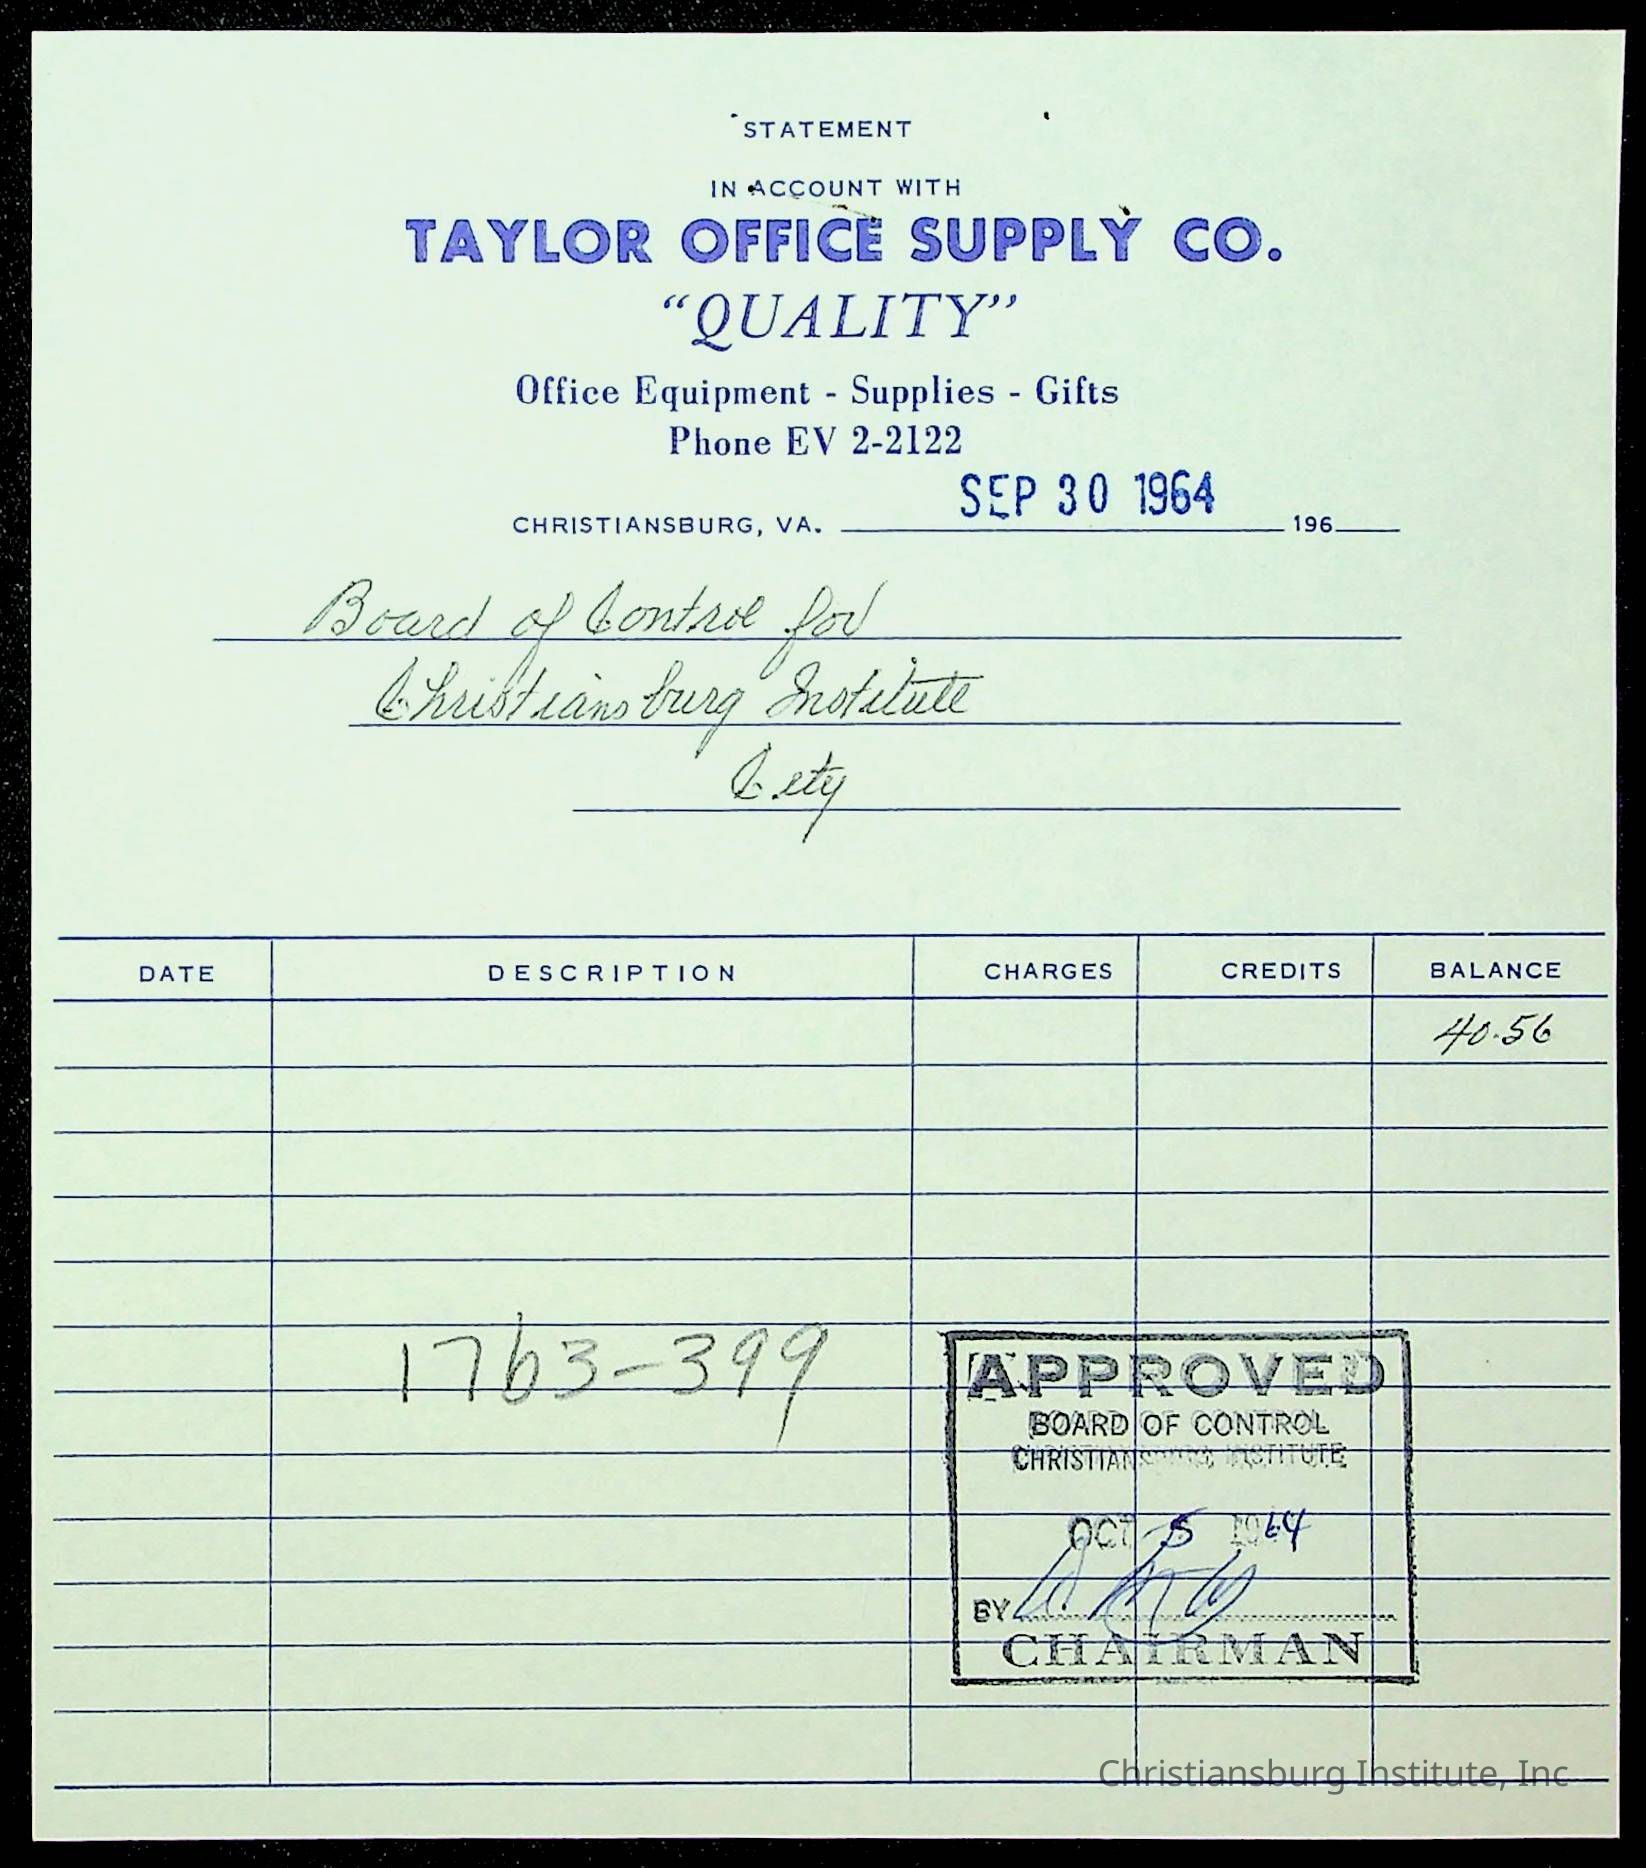 STATEMENT
IN ACCOUNT WITH
TAYLOR OFFICE SUPPLY CO.
“QUALITY”
Office Equipment - Supplies - Gifts
Phone EV 2-2122
SEP 30 1964
CHRISTIANSBURG, VA. 196
Board of Control for
Christiansburg Institute
City
DATE DESCRIPTION CHARGES CREDITS BALANCE
40.56
1763-399
APPROVED
BOARD OF CONTROL
CHRISTIANSBURG INSTITUTE
OCT -5 1964
BY
CHAIRMAN
Christiansburg Institute, Inc